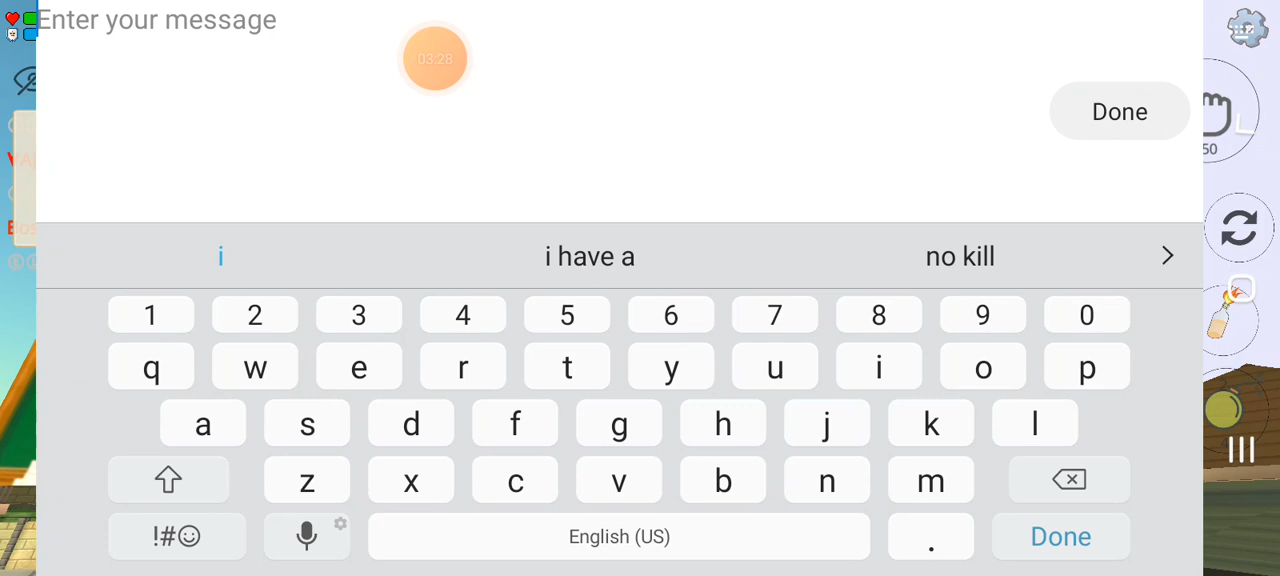 Enter your message
03:28
Done
50
i i have a no kill
1 2 3 4 5 6 7 8 9 0
q w e r t y u i o p
a s d f g h j k l
z x c v b n m
!#☺ English (US) . Done